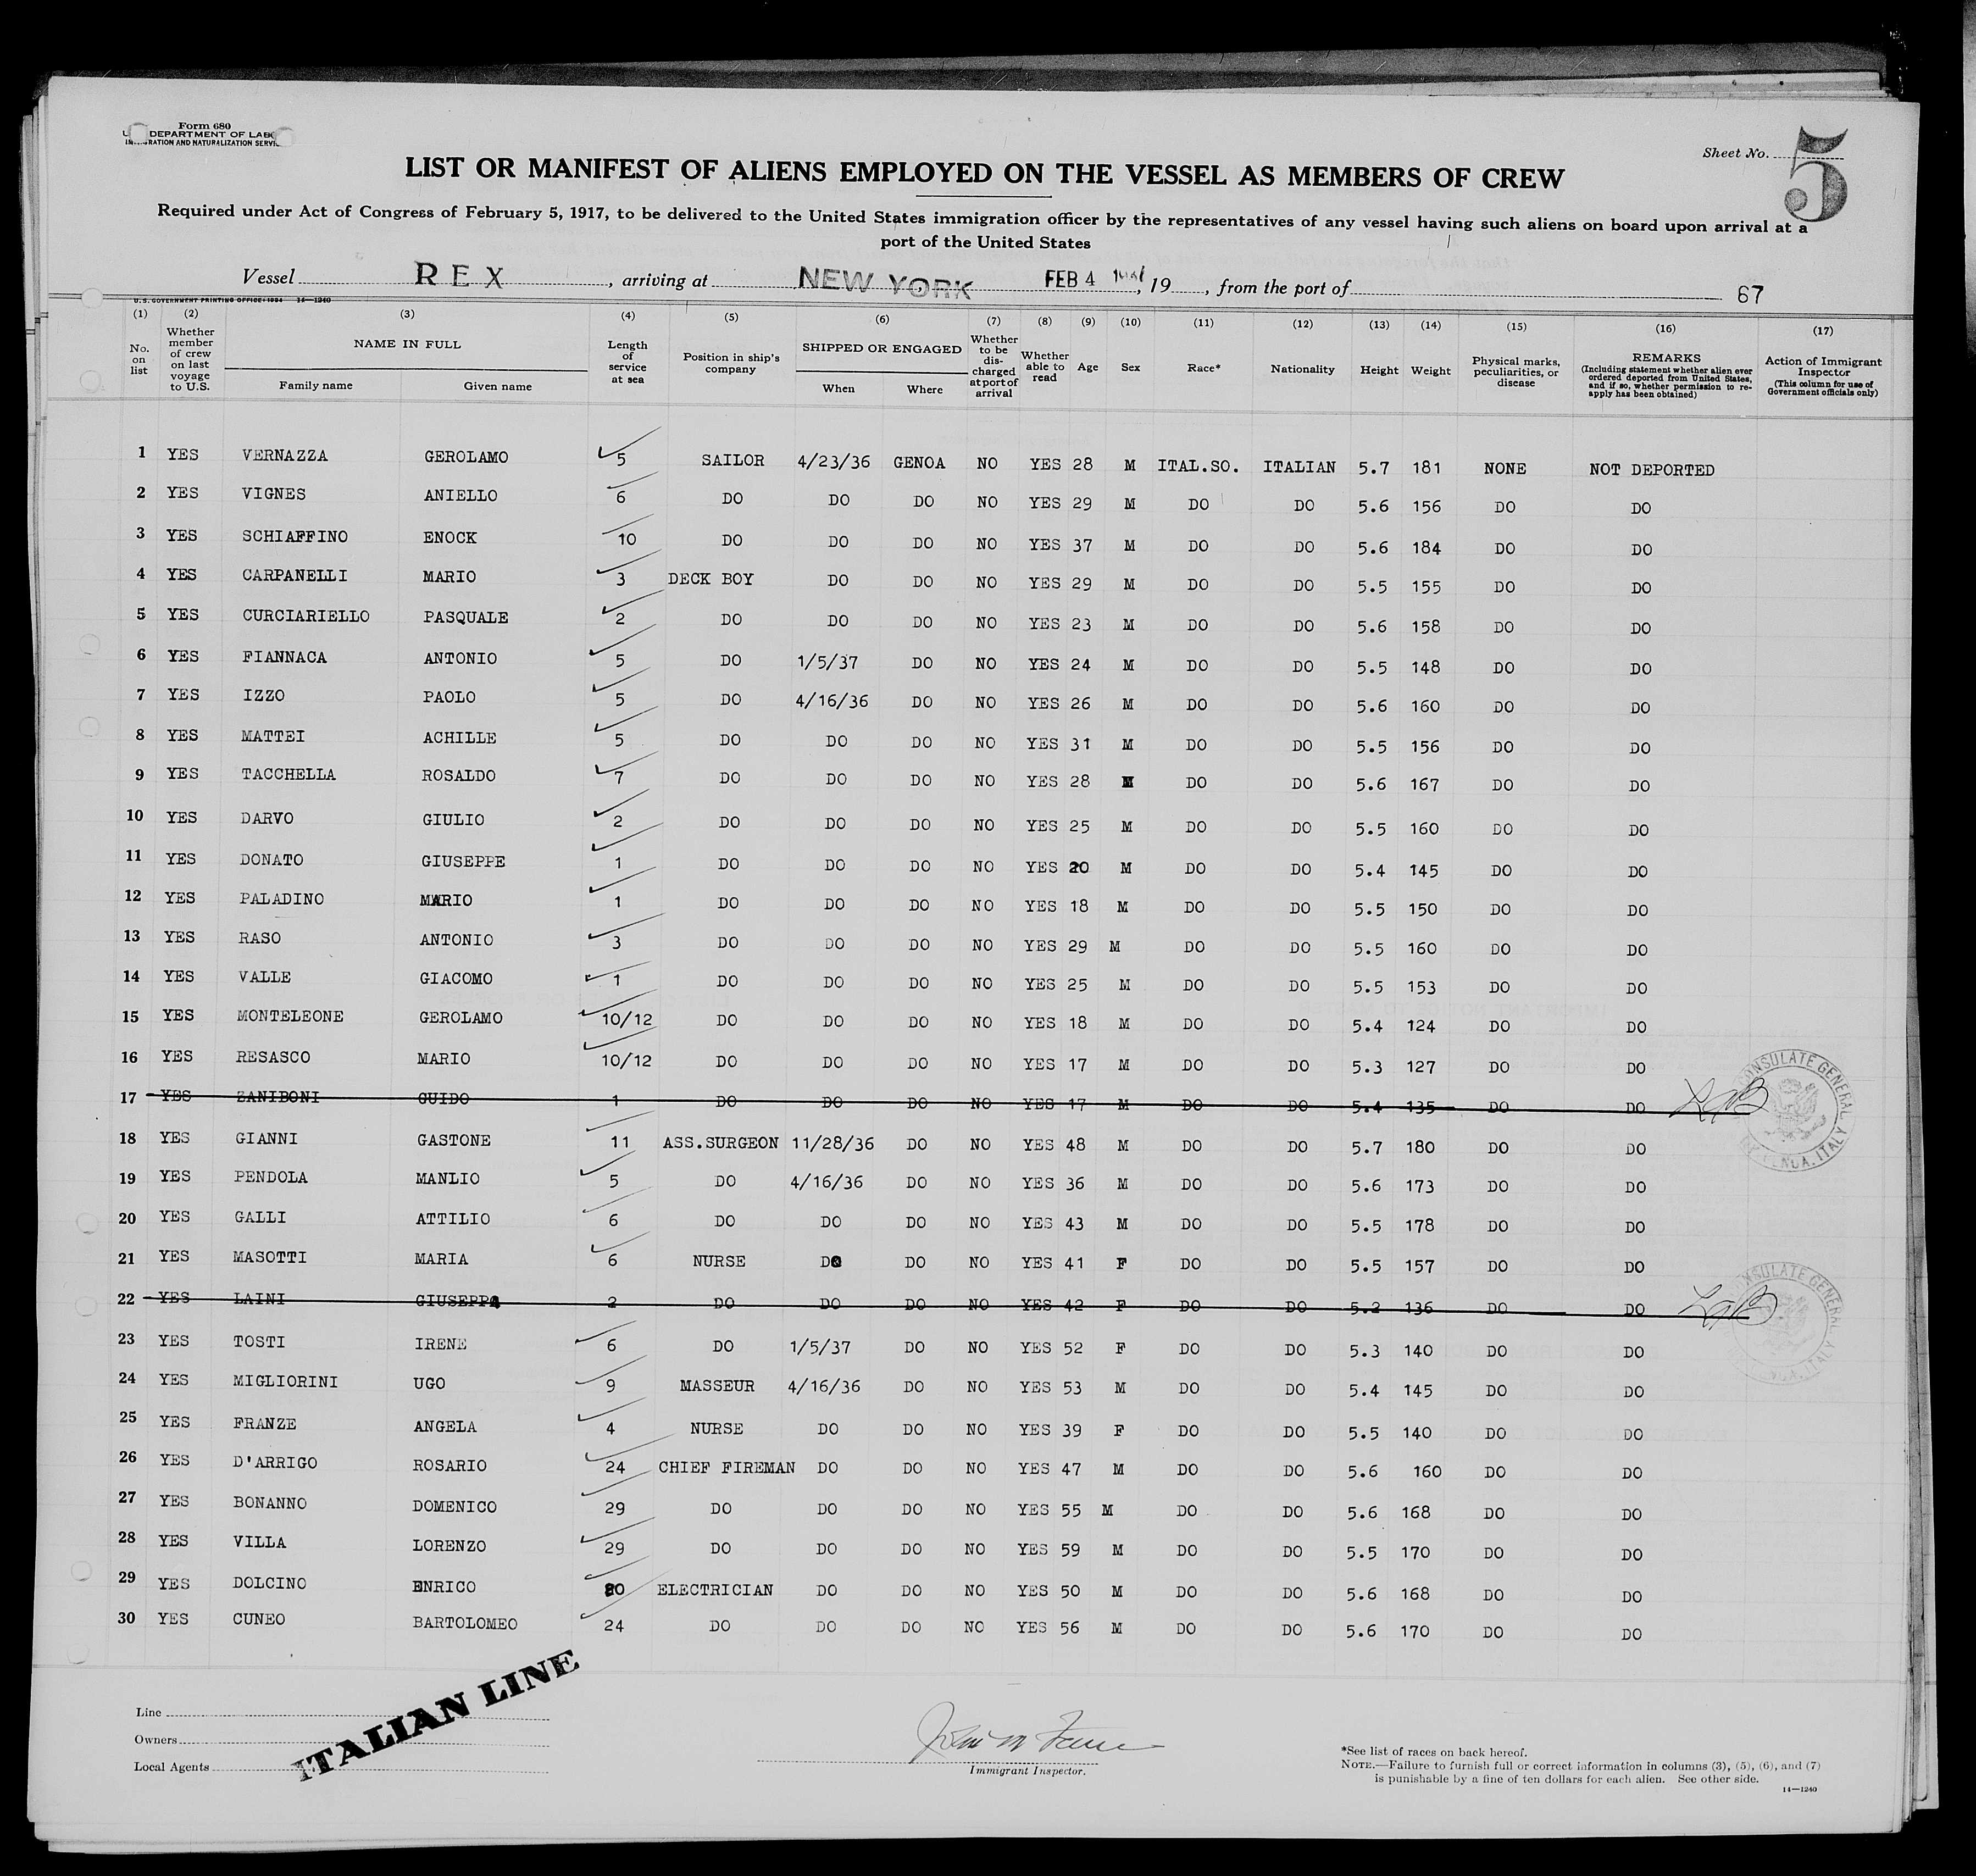 Form 680
DEPARTMENT OF LABO
IMMIGRATION AND NATURALIZATION SERVI
Sheet No. 5
LIST OR MANIFEST OF ALIENS EMPLOYED ON THE VESSEL AS MEMBERS OF CREW
Required under Act of Congress of February 5, 1917, to be delivered to the United States immigration officer by the representatives of any vessel having such aliens on board upon arrival at a
port of the United States
Vessel REX, arriving at NEW YORK FEB 4, 19, from the port of 67
U.S. GOVERNMENT PRINTING OFFICE: 1934 14—1240
(1) (2) (3) (4) (5) (6) (7) (8) (9) (10) (11) (12) (13) (14) (15) (16) (17)
No. on list
Whether member of crew on last voyage to U.S.
NAME IN FULL
Family name
Given name
Length of service at sea
Position in ship's company
SHIPPED OR ENGAGED
When
Where
Whether to be discharged at port of arrival
Whether able to read
Age
Sex
Race*
Nationality
Height
Weight
Physical marks, peculiarities, or disease
REMARKS
(Including statement whether alien ever ordered deported from United States, and if so, whether permission to re-apply has been obtained)
Action of Immigrant Inspector
(This column for use of Government officials only)
1 YES VERNAZZA GEROLAMO 5 SAILOR 4/23/36 GENOA NO YES 28 M ITAL.SO. ITALIAN 5.7 181 NONE NOT DEPORTED
2 YES VIGNES ANIELLO 6 DO DO DO NO YES 29 M DO DO 5.6 156 DO DO
3 YES SCHIAFFINO ENOCK 10 DO DO DO NO YES 37 M DO DO 5.6 184 DO DO
4 YES CARPANELLI MARIO 3 DECK BOY DO DO NO YES 29 M DO DO 5.5 155 DO DO
5 YES CURCIARIELLO PASQUALE 2 DO DO DO NO YES 23 M DO DO 5.6 158 DO DO
6 YES FIANNACA ANTONIO 5 DO 1/5/37 DO NO YES 24 M DO DO 5.5 148 DO DO
7 YES IZZO PAOLO 5 DO 4/16/36 DO NO YES 26 M DO DO 5.6 160 DO DO
8 YES MATTEI ACHILLE 5 DO DO DO NO YES 31 M DO DO 5.5 156 DO DO
9 YES TACCHELLA ROSALDO 7 DO DO DO NO YES 28 M DO DO 5.6 167 DO DO
10 YES DARVO GIULIO 2 DO DO DO NO YES 25 M DO DO 5.5 160 DO DO
11 YES DONATO GIUSEPPE 1 DO DO DO NO YES 20 M DO DO 5.4 145 DO DO
12 YES PALADINO MARIO 1 DO DO DO NO YES 18 M DO DO 5.5 150 DO DO
13 YES RASO ANTONIO 3 DO DO DO NO YES 29 M DO DO 5.5 160 DO DO
14 YES VALLE GIACOMO 1 DO DO DO NO YES 25 M DO DO 5.5 153 DO DO
15 YES MONTELEONE GEROLAMO 10/12 DO DO DO NO YES 18 M DO DO 5.4 124 DO DO
16 YES RESASCO MARIO 10/12 DO DO DO NO YES 17 M DO DO 5.3 127 DO DO
17 YES ZANIBONI GUIDO 1 DO DO DO NO YES 17 M DO DO 5.4 135 DO DO
18 YES GIANNI GASTONE 11 ASS.SURGEON 11/28/36 DO NO YES 48 M DO DO 5.7 180 DO DO
19 YES PENDOLA MANLIO 5 DO 4/16/36 DO NO YES 36 M DO DO 5.6 173 DO DO
20 YES GALLI ATTILIO 6 DO DO DO NO YES 43 M DO DO 5.5 178 DO DO
21 YES MASOTTI MARIA 6 NURSE DO DO NO YES 41 F DO DO 5.5 157 DO DO
22 YES LAINI GIUSEPPA 2 DO DO DO NO YES 42 F DO DO 5.2 136 DO DO
23 YES TOSTI IRENE 6 DO 1/5/37 DO NO YES 52 F DO DO 5.3 140 DO DO
24 YES MIGLIORINI UGO 9 MASSEUR 4/16/36 DO NO YES 53 M DO DO 5.4 145 DO DO
25 YES FRANZE ANGELA 4 NURSE DO DO NO YES 39 F DO DO 5.5 140 DO DO
26 YES D'ARRIGO ROSARIO 24 CHIEF FIREMAN DO DO NO YES 47 M DO DO 5.6 160 DO DO
27 YES BONANNO DOMENICO 29 DO DO DO NO YES 55 M DO DO 5.6 168 DO DO
28 YES VILLA LORENZO 29 DO DO DO NO YES 59 M DO DO 5.5 170 DO DO
29 YES DOLCINO ENRICO ELECTRICIAN DO DO NO YES 50 M DO DO 5.6 168 DO DO
30 YES CUNEO BARTOLOMEO 24 DO DO DO NO YES 56 M DO DO 5.6 170 DO DO
CONSULATE GENERAL
GENOA, ITALY
CONSULATE GENERAL
GENOA, ITALY
Line
Owners
Local Agents
ITALIAN LINE
Immigrant Inspector.
*See list of races on back hereof.
NOTE.—Failure to furnish full or correct information in columns (3), (5), (6), and (7)
is punishable by a fine of ten dollars for each alien. See other side.
14—1240